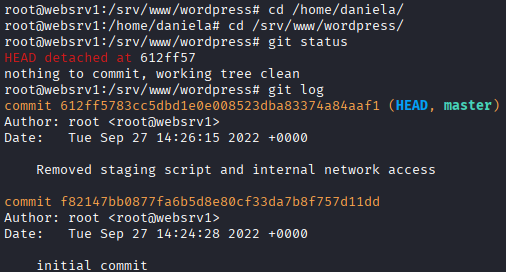 root@websrv1:/srv/www/wordpress# cd /home/daniela/
root@websrv1:/home/daniela# cd /srv/www/wordpress/
root@websrv1:/srv/www/wordpress# git status
HEAD detached at 612ff57
nothing to commit, working tree clean
root@websrv1:/srv/www/wordpress# git log
commit 612ff5783cc5dbd1e0e008523dba83374a84aaf1 (HEAD, master)
Author: root <root@websrv1>
Date:   Tue Sep 27 14:26:15 2022 +0000
    Removed staging script and internal network access
commit f82147bb0877fa6b5d8e80cf33da7b8f757d11dd
Author: root <root@websrv1>
Date:   Tue Sep 27 14:24:28 2022 +0000
    initial commit